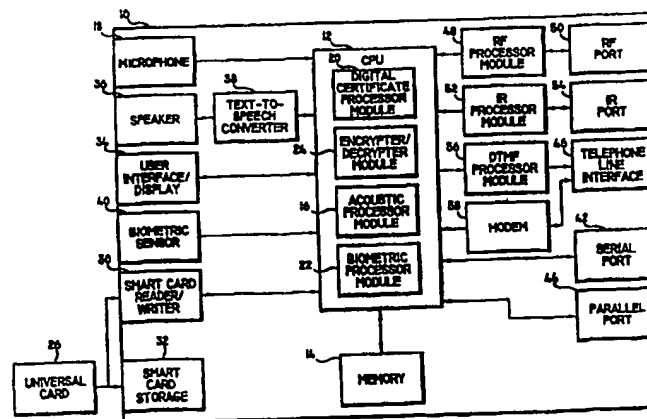 10
18
MICROPHONE
36
SPEAKER
38
TEXT-TO-
SPEECH
CONVERTER
34
USER
INTERFACE/
DISPLAY
40
BIOMETRIC
SENSOR
30
SMART CARD
READER/
WRITER
26
UNIVERSAL
CARD
32
SMART
CARD
STORAGE
12
CPU
20
DIGITAL
CERTIFICATE
PROCESSOR
MODULE
24
ENCRYPTER/
DECRYPTER
MODULE
16
ACOUSTIC
PROCESSOR
MODULE
22
BIOMETRIC
PROCESSOR
MODULE
14
MEMORY
48
RF
PROCESSOR
MODULE
50
RF
PORT
52
IR
PROCESSOR
MODULE
54
IR
PORT
56
DTMF
PROCESSOR
MODULE
46
TELEPHONE
LINE
INTERFACE
58
MODEM
42
SERIAL
PORT
44
PARALLEL
PORT